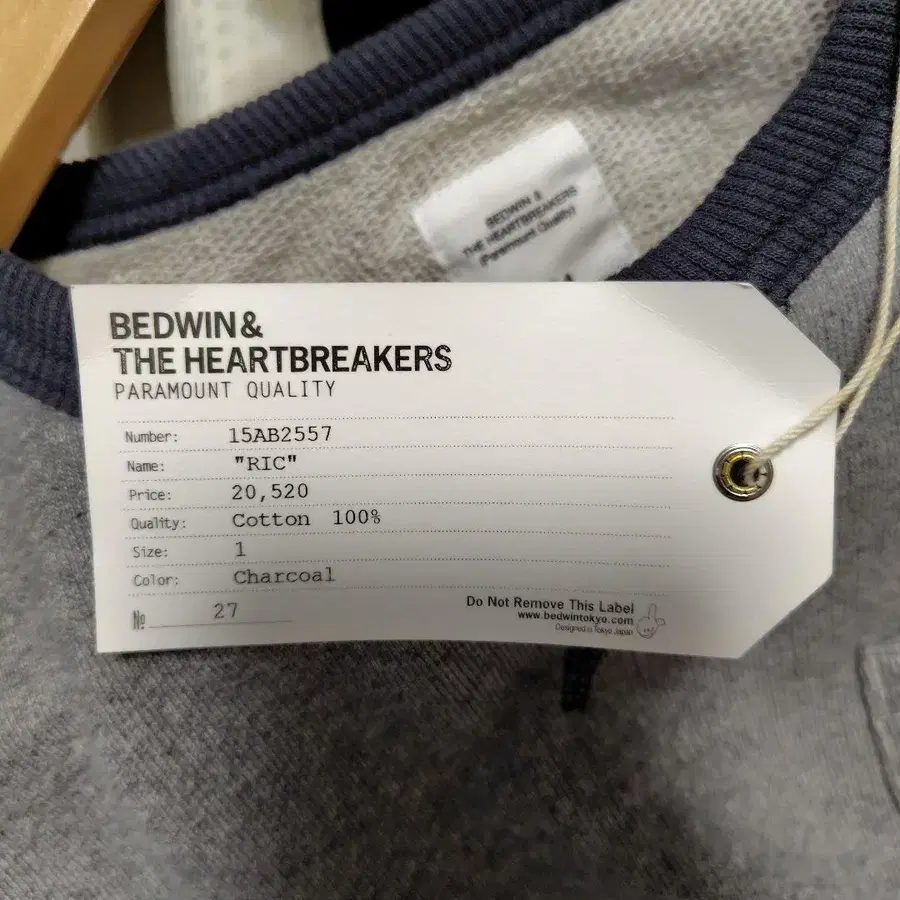 BEDWIN &
THE HEARTBREAKERS
(Paramount Quality)
BEDWIN &
THE HEARTBREAKERS
PARAMOUNT QUALITY
Number: 15AB2557
Name: "RIC"
Price: 20,520
Quality: Cotton 100%
Size: 1
Color: Charcoal
№ 27
Do Not Remove This Label
www.bedwintokyo.com
Designed in Tokyo Japan